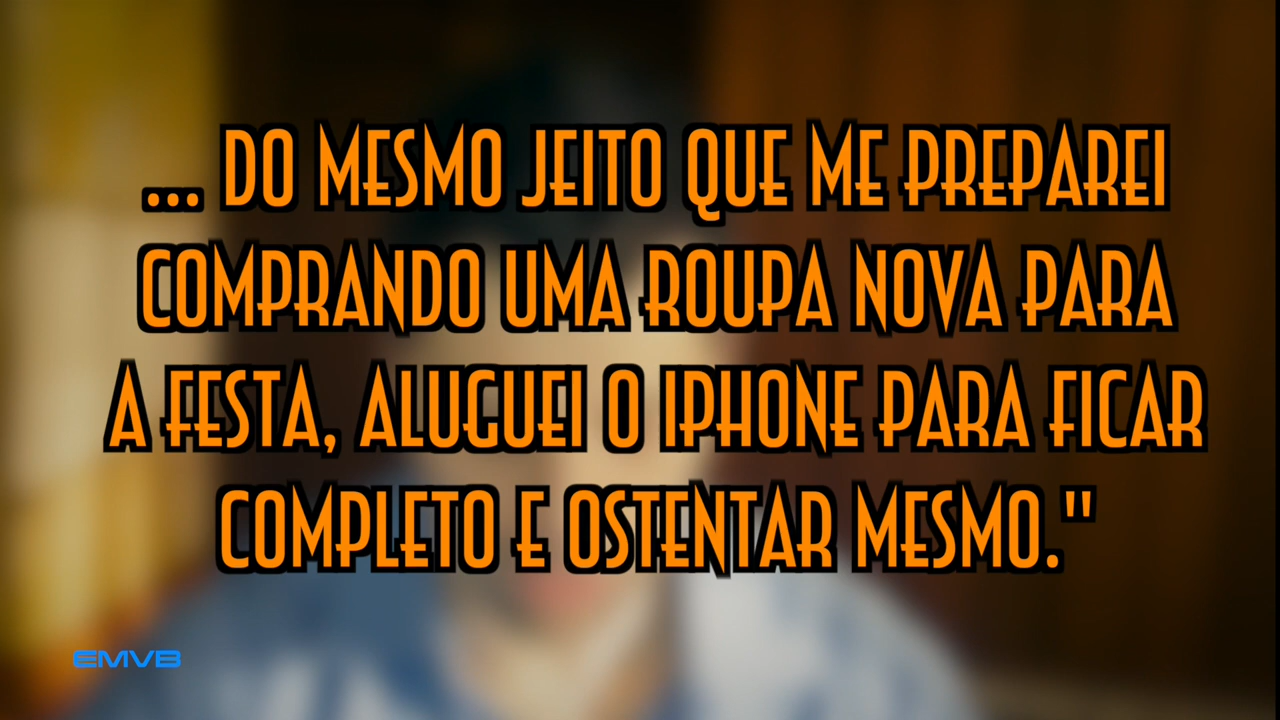 ... DO MESMO JEITO QUE ME PREPAREI
COMPRANDO UMA ROUPA NOVA PARA
A FESTA, ALUGUEI O IPHONE PARA FICAR
COMPLETO E OSTENTAR MESMO."
EMVB